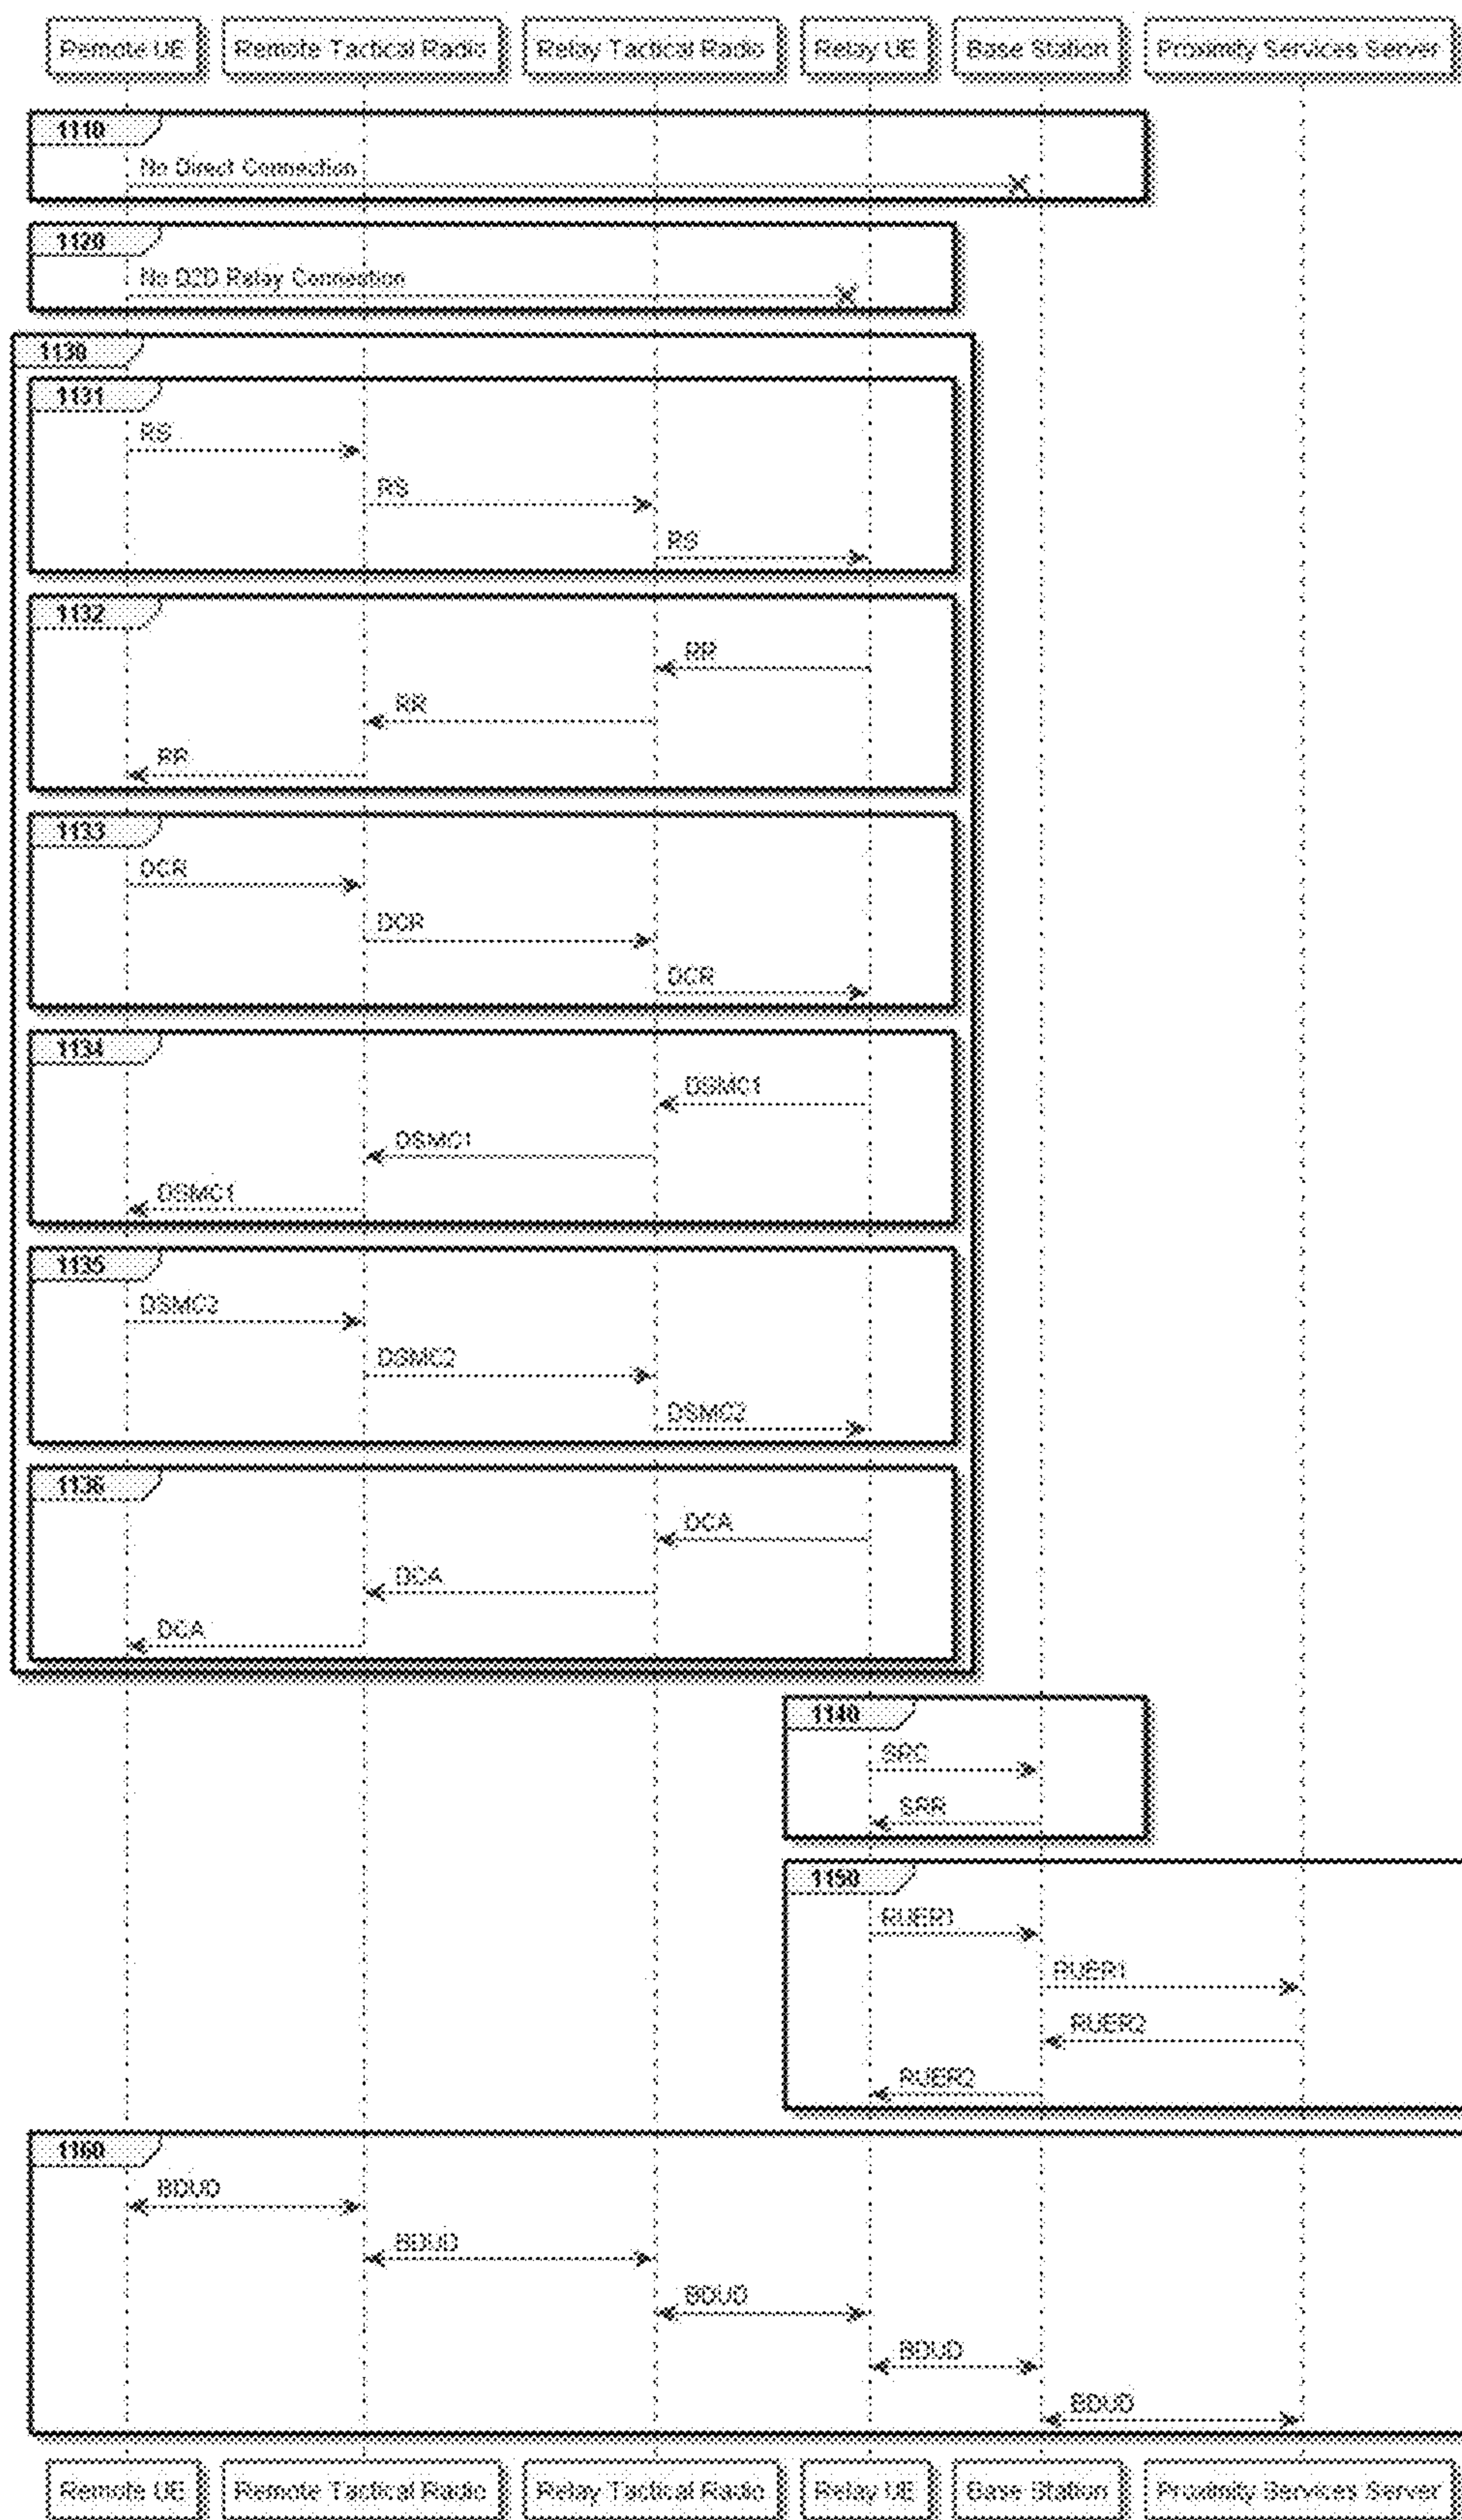 Remote UE Remote Tactical Radio Relay Tactical Radio Relay UE Base Station Proximity Services Server
1110
No Direct Connection
1120
No D2D Relay Connection
1130
1131
RS
RS
RS
1132
RR
RR
RR
1133
DCR
DCR
DCR
1134
DSMC1
DSMC1
DSMC1
1135
DSMC2
DSMC2
DSMC2
1136
DCA
DCA
DCA
1140
SRC
SRR
1150
RUER1
RUER1
RUER2
RUER2
1160
BDUD
BDUD
BDUD
BDUD
BDUD
Remote UE Remote Tactical Radio Relay Tactical Radio Relay UE Base Station Proximity Services Server